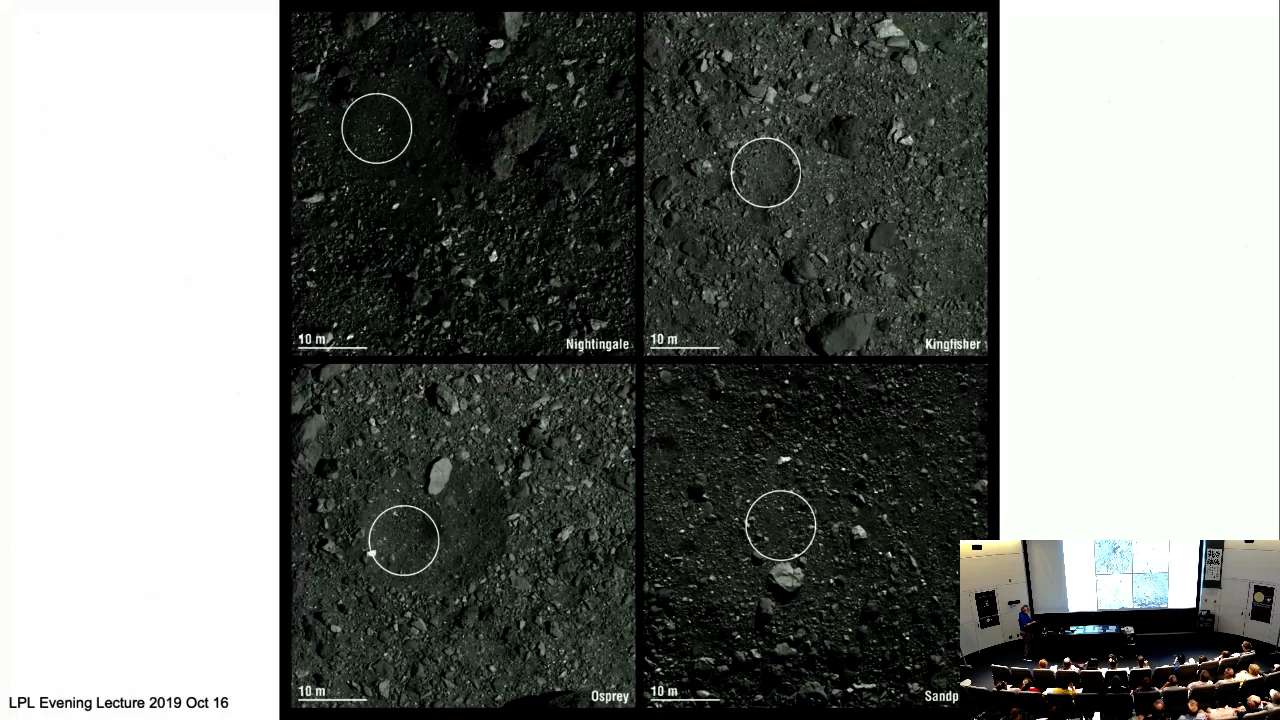 10 m
Nightingale
10 m
Kingfisher
10 m
Osprey
10 m
Sandp
LPL Evening Lecture 2019 Oct 16